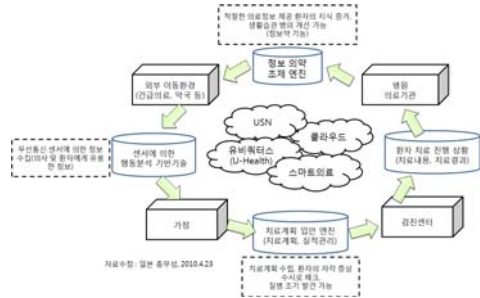 적절한 의료정보 제공 환자의 지식 증가,
생활습관 병의 개선 가능
(정보약 기능)
정보 의약
조제 엔진
외부 이동환경
(긴급의료, 약국 등)
병원
의료기관
USN
클라우드
유비쿼터스
(U-Health)
스마트의료
무선통신 센서에 의한 정보
수집(의사 및 환자에게 유용
한 정보)
센서에 의한
행동분석 기반기술
환자 치료 진행 상황
(치료내용, 치료결과)
가정
치료계획 입안 엔진
(치료계획, 실적관리)
검진센터
치료계획 수립, 환자의 자각 증상
수시로 체크,
질병 조기 발견 가능
자료수정 : 일본 총무성, 2010.4.23